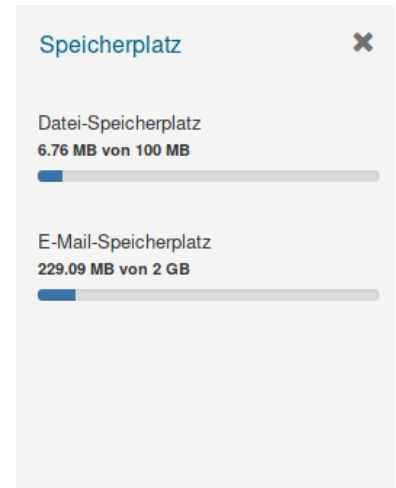 Speicherplatz
Datei-Speicherplatz
6.76 MB von 100 MB
E-Mail-Speicherplatz
229.09 MB von 2 GB